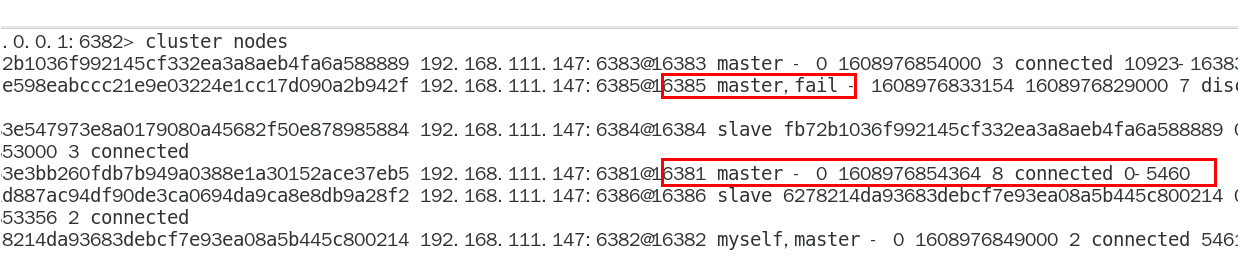 .0.0.1:6382> cluster nodes
2b1036f992145cf332ea3a8aeb4fa6a588889 192.168.111.147:6383@16383 master - 0 1608976854000 3 connected 10923-16383
e598eabccc21e9e03224e1cc17d090a2b942f 192.168.111.147:6385@16385 master,fail - 1608976833154 1608976829000 7 disc
3e547973e8a0179080a45682f50e878985884 192.168.111.147:6384@16384 slave fb72b1036f992145cf332ea3a8aeb4fa6a588889 0
53000 3 connected
3e3bb260fdb7b949a0388e1a30152ace37eb5 192.168.111.147:6381@16381 master - 0 1608976854364 8 connected 0-5460
d887ac94df90de3ca0694da9ca8e8db9a28f2 192.168.111.147:6386@16386 slave 6278214da93683debcf7e93ea08a5b445c800214 0
53356 2 connected
8214da93683debcf7e93ea08a5b445c800214 192.168.111.147:6382@16382 myself,master - 0 1608976849000 2 connected 5461